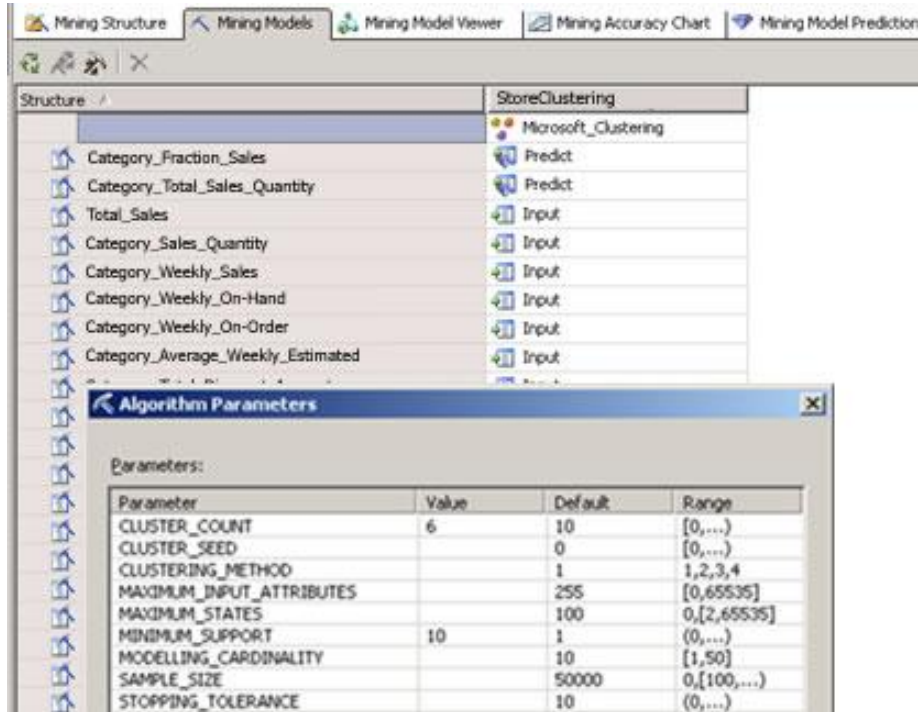 Mining Structure Mining Models Mining Model Viewer Mining Accuracy Chart Mining Model Prediction
Structure StoreClustering
Microsoft_Clustering
Category_Fraction_Sales Predict
Category_Total_Sales_Quantity Predict
Total_Sales Input
Category_Sales_Quantity Input
Category_Weekly_Sales Input
Category_Weekly_On-Hand Input
Category_Weekly_On-Order Input
Category_Average_Weekly_Estimated Input
Algorithm Parameters
Parameters:
Parameter Value Default Range
CLUSTER_COUNT 6 10 [0,...)
CLUSTER_SEED 0 [0,...)
CLUSTERING_METHOD 1 1,2,3,4
MAXIMUM_INPUT_ATTRIBUTES 255 [0,65535]
MAXIMUM_STATES 100 0,[2,65535]
MINIMUM_SUPPORT 10 1 (0,...)
MODELLING_CARDINALITY 10 [1,50]
SAMPLE_SIZE 50000 0,[100,...)
STOPPING_TOLERANCE 10 (0,...)